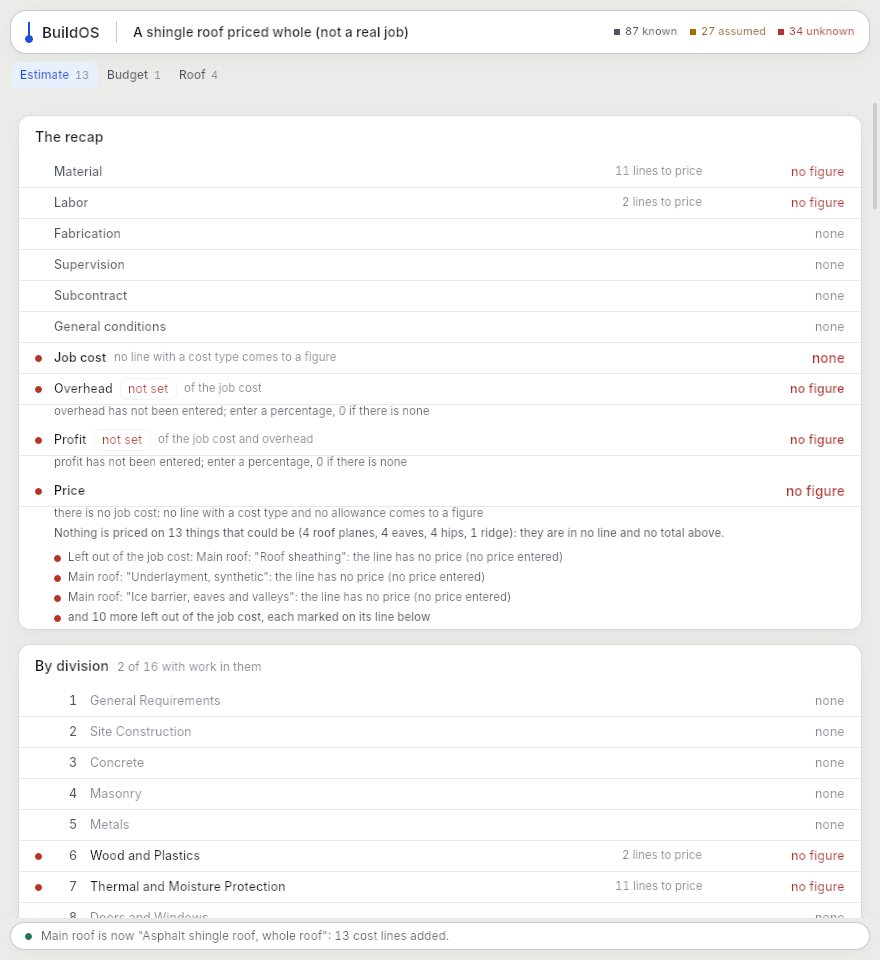 BuildOS A shingle roof priced whole (not a real job) 87 known 27 assumed 34 unknown
Estimate 13 Budget 1 Roof 4
The recap
Material 11 lines to price no figure
Labor 2 lines to price no figure
Fabrication none
Supervision none
Subcontract none
General conditions none
Job cost no line with a cost type comes to a figure none
Overhead not set of the job cost no figure
overhead has not been entered; enter a percentage, 0 if there is none
Profit not set of the job cost and overhead no figure
profit has not been entered; enter a percentage, 0 if there is none
Price no figure
there is no job cost: no line with a cost type and no allowance comes to a figure
Nothing is priced on 13 things that could be (4 roof planes, 4 eaves, 4 hips, 1 ridge): they are in no line and no total above.
Left out of the job cost: Main roof: "Roof sheathing": the line has no price (no price entered)
Main roof: "Underlayment, synthetic": the line has no price (no price entered)
Main roof: "Ice barrier, eaves and valleys": the line has no price (no price entered)
and 10 more left out of the job cost, each marked on its line below
By division 2 of 16 with work in them
1 General Requirements none
2 Site Construction none
3 Concrete none
4 Masonry none
5 Metals none
6 Wood and Plastics 2 lines to price no figure
7 Thermal and Moisture Protection 11 lines to price no figure
8 Doors and Windows none
Main roof is now "Asphalt shingle roof, whole roof": 13 cost lines added.